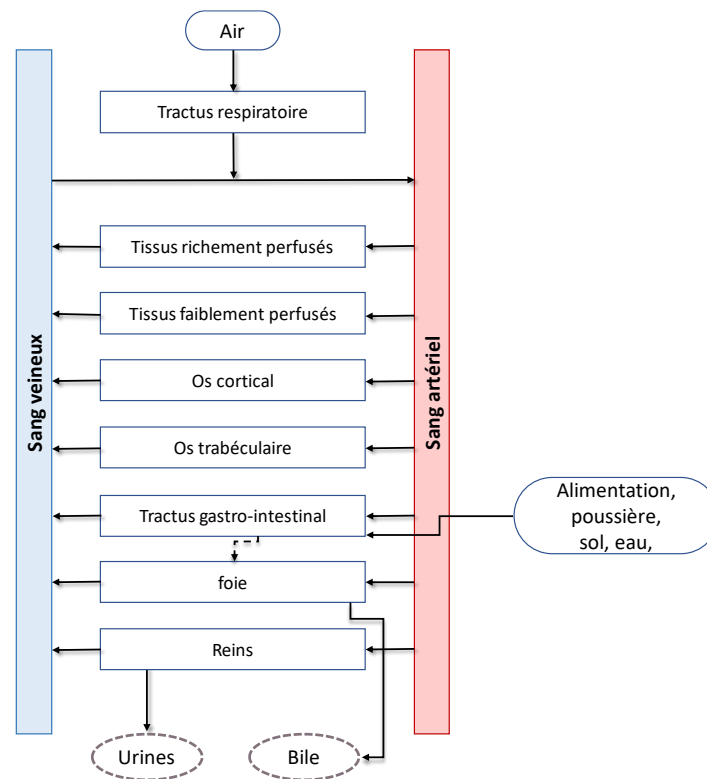 Air
Tractus respiratoire
Tissus richement perfusés
Tissus faiblement perfusés
Sang veineux
Sang artériel
Os cortical
Os trabéculaire
Tractus gastro-intestinal
Alimentation,
poussière,
sol, eau,
foie
Reins
Urines
Bile